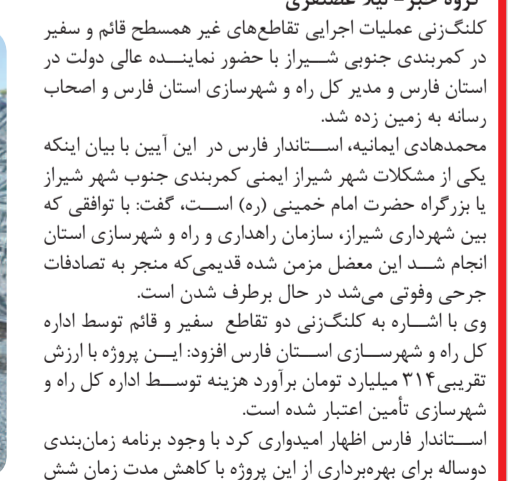 گروه خبر- لیلا غضنفری
کلنگ‌زنی عملیات اجرایی تقاطع‌های غیر همسطح قائم و سفیر
در کمربندی جنوبی شیراز با حضور نماینده عالی دولت در
استان فارس و مدیر کل راه و شهرسازی استان فارس و اصحاب
رسانه به زمین زده شد.
محمدهادی ایمانیه، استاندار فارس در این آیین با بیان اینکه
یکی از مشکلات شهر شیراز ایمنی کمربندی جنوب شهر شیراز
یا بزرگراه حضرت امام خمینی (ره) است، گفت: با توافقی که
بین شهرداری شیراز، سازمان راهداری و راه و شهرسازی استان
انجام شد این معضل مزمن شده قدیمی‌که منجر به تصادفات
جرحی وفوتی می‌شد در حال برطرف شدن است.
وی با اشاره به کلنگ‌زنی دو تقاطع سفیر و قائم توسط اداره
کل راه و شهرسازی استان فارس افزود: این پروژه با ارزش
تقریبی۳۱۴ میلیارد تومان برآورد هزینه توسط اداره کل راه و
شهرسازی تأمین اعتبار شده است.
استاندار فارس اظهار امیدواری کرد با وجود برنامه زمان‌بندی
دوساله برای بهره‌برداری از این پروژه با کاهش مدت زمان شش